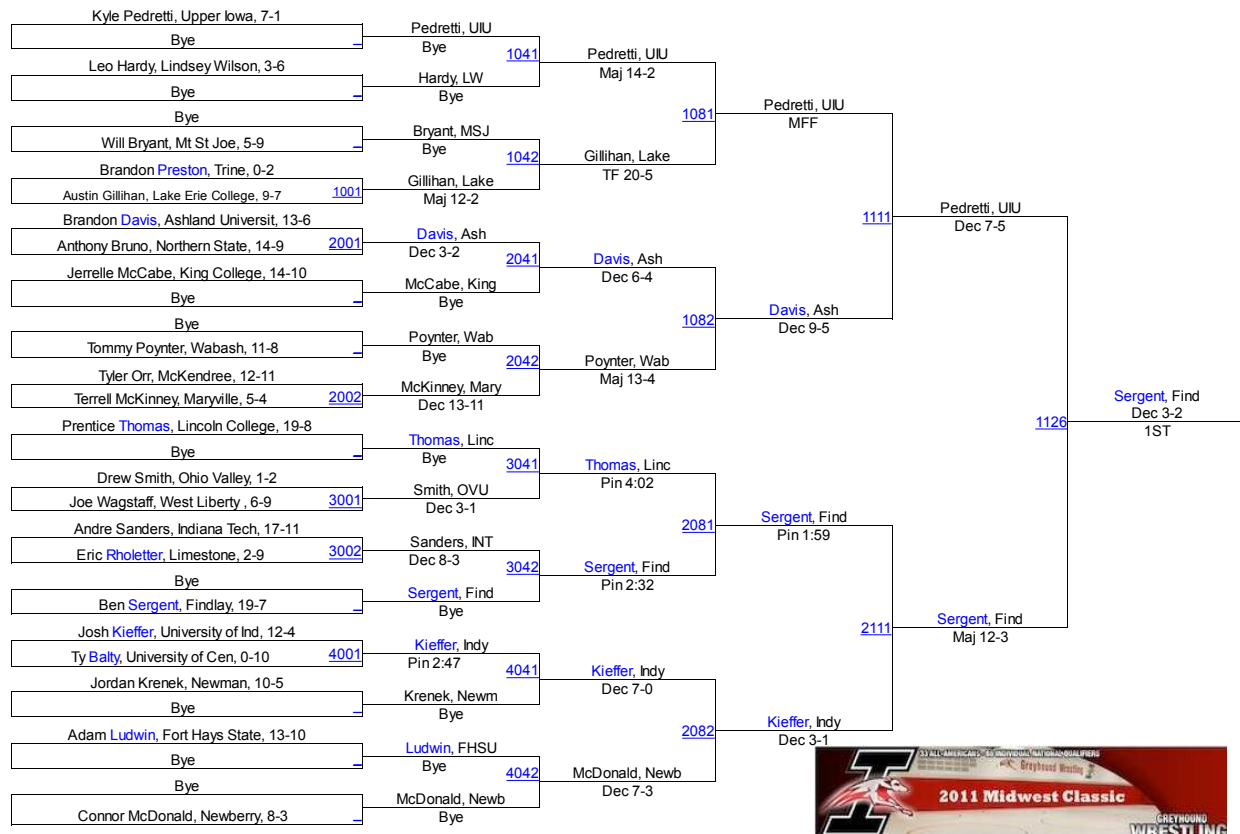 Kyle Pedretti, Upper Iowa, 7-1
Bye
Leo Hardy, Lindsey Wilson, 3-6
Bye
Bye
Will Bryant, Mt St Joe, 5-9
Brandon Preston, Trine, 0-2
Austin Gillihan, Lake Erie College, 9-7 1001
Brandon Davis, Ashland Universit, 13-6
Anthony Bruno, Northern State, 14-9 2001
Jerrelle McCabe, King College, 14-10
Bye
Bye
Tommy Poynter, Wabash, 11-8
Tyler Orr, McKendree, 12-11
Terrell McKinney, Maryville, 5-4 2002
Prentice Thomas, Lincoln College, 19-8
Bye
Drew Smith, Ohio Valley, 1-2
Joe Wagstaff, West Liberty , 6-9 3001
Andre Sanders, Indiana Tech, 17-11
Eric Rholetter, Limestone, 2-9 3002
Bye
Ben Sergent, Findlay, 19-7
Josh Kieffer, University of Ind, 12-4
Ty Balty, University of Cen, 0-10 4001
Jordan Krenek, Newman, 10-5
Bye
Adam Ludwin, Fort Hays State, 13-10
Bye
Bye
Connor McDonald, Newberry, 8-3
Pedretti, UIU
Bye
1041
Hardy, LW
Bye
Bryant, MSJ
Bye
1042
Gillihan, Lake
Maj 12-2
Davis, Ash
Dec 3-2
2041
McCabe, King
Bye
Poynter, Wab
Bye
2042
McKinney, Mary
Dec 13-11
Thomas, Linc
Bye
3041
Smith, OVU
Dec 3-1
Sanders, INT
Dec 8-3
3042
Sergent, Find
Bye
Kieffer, Indy
Pin 2:47
4041
Krenek, Newm
Bye
Ludwin, FHSU
Bye
4042
McDonald, Newb
Bye
Pedretti, UIU
Maj 14-2
1081
Gillihan, Lake
TF 20-5
Davis, Ash
Dec 6-4
1082
Poynter, Wab
Maj 13-4
Thomas, Linc
Pin 4:02
2081
Sergent, Find
Pin 2:32
Kieffer, Indy
Dec 7-0
2082
McDonald, Newb
Dec 7-3
Pedretti, UIU
MFF
1111
Davis, Ash
Dec 9-5
Sergent, Find
Pin 1:59
2111
Kieffer, Indy
Dec 3-1
Pedretti, UIU
Dec 7-5
1126
Sergent, Find
Maj 12-3
Sergent, Find
Dec 3-2
1ST
33 ALL-AMERICANS - 68 INDIVIDUAL NATIONAL QUALIFIERS
Greyhound Wrestling
2011 Midwest Classic
GREYHOUND
WRESTLING